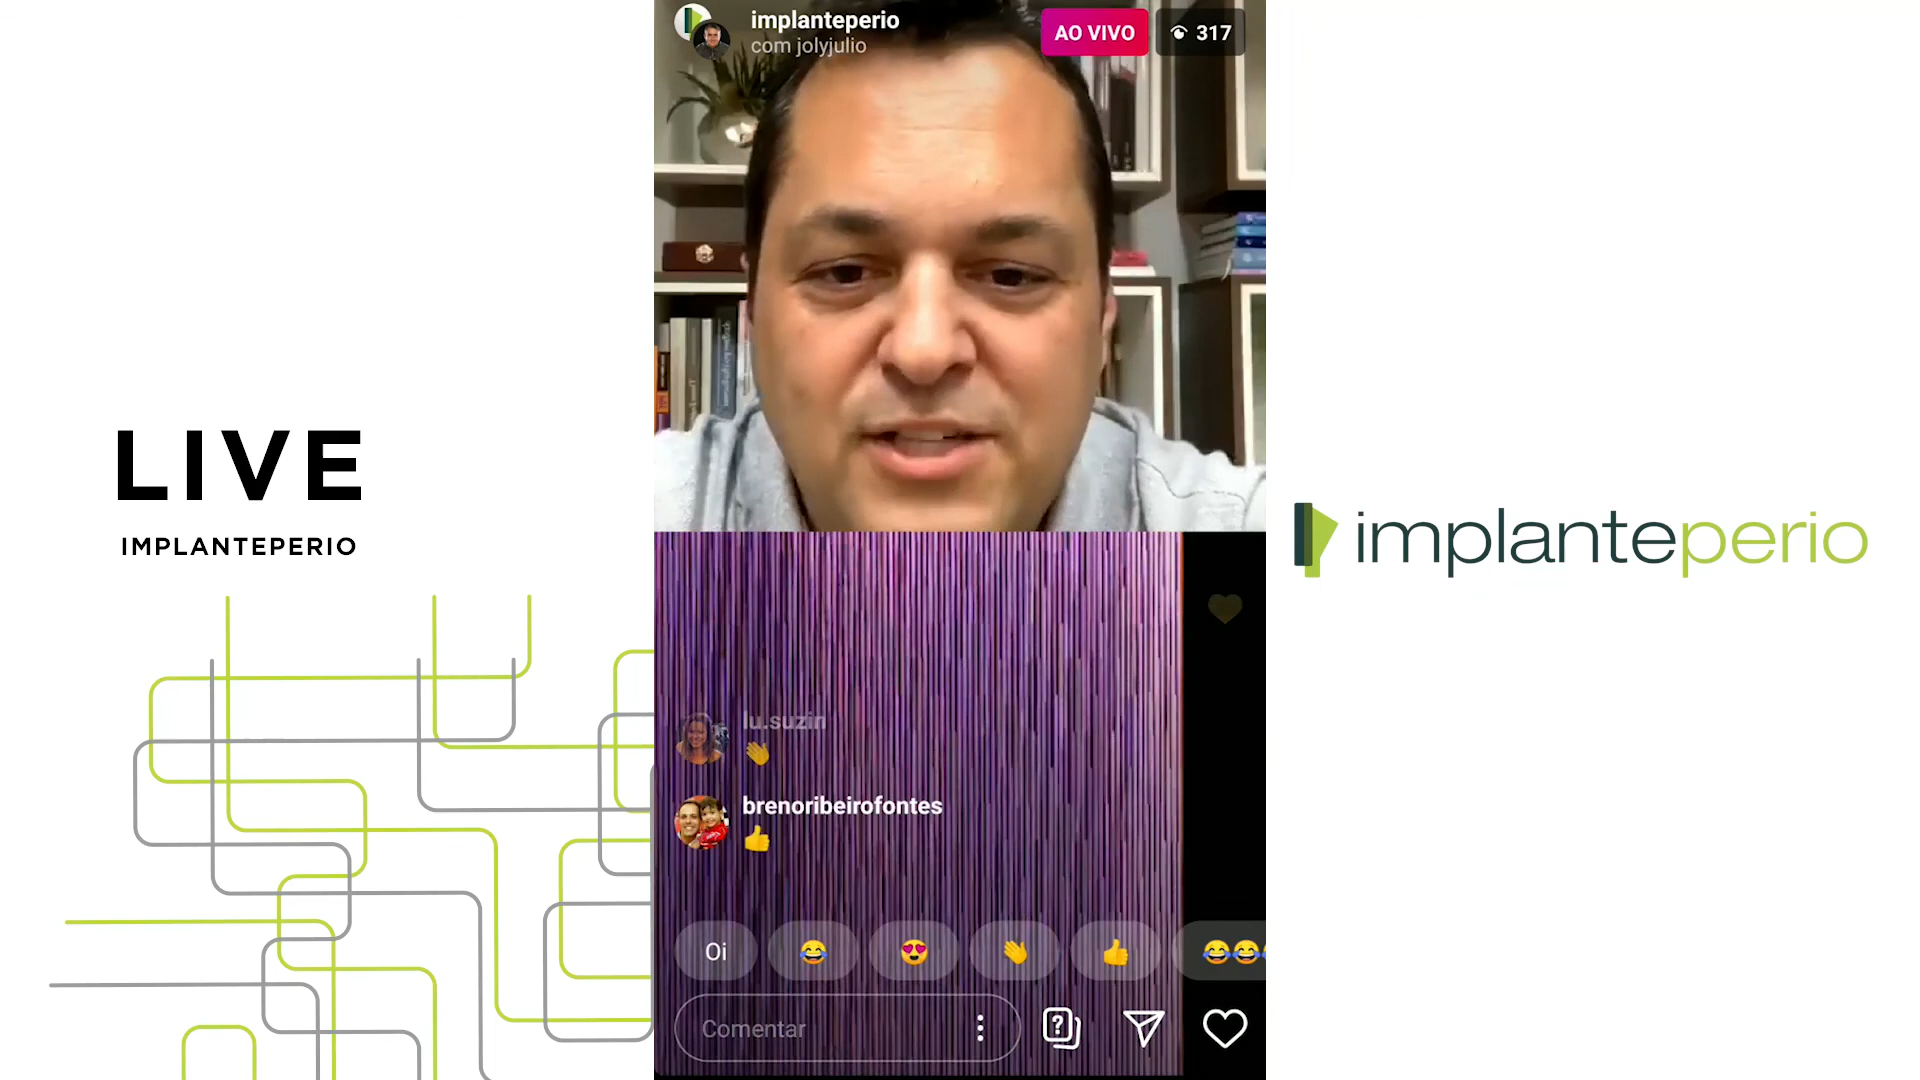 LIVE
IMPLANTEPERIO
implanteperio
com jolyjulio
AO VIVO
317
lu.suzin
brenoribeirofontes
Oi
Comentar
implanteperio